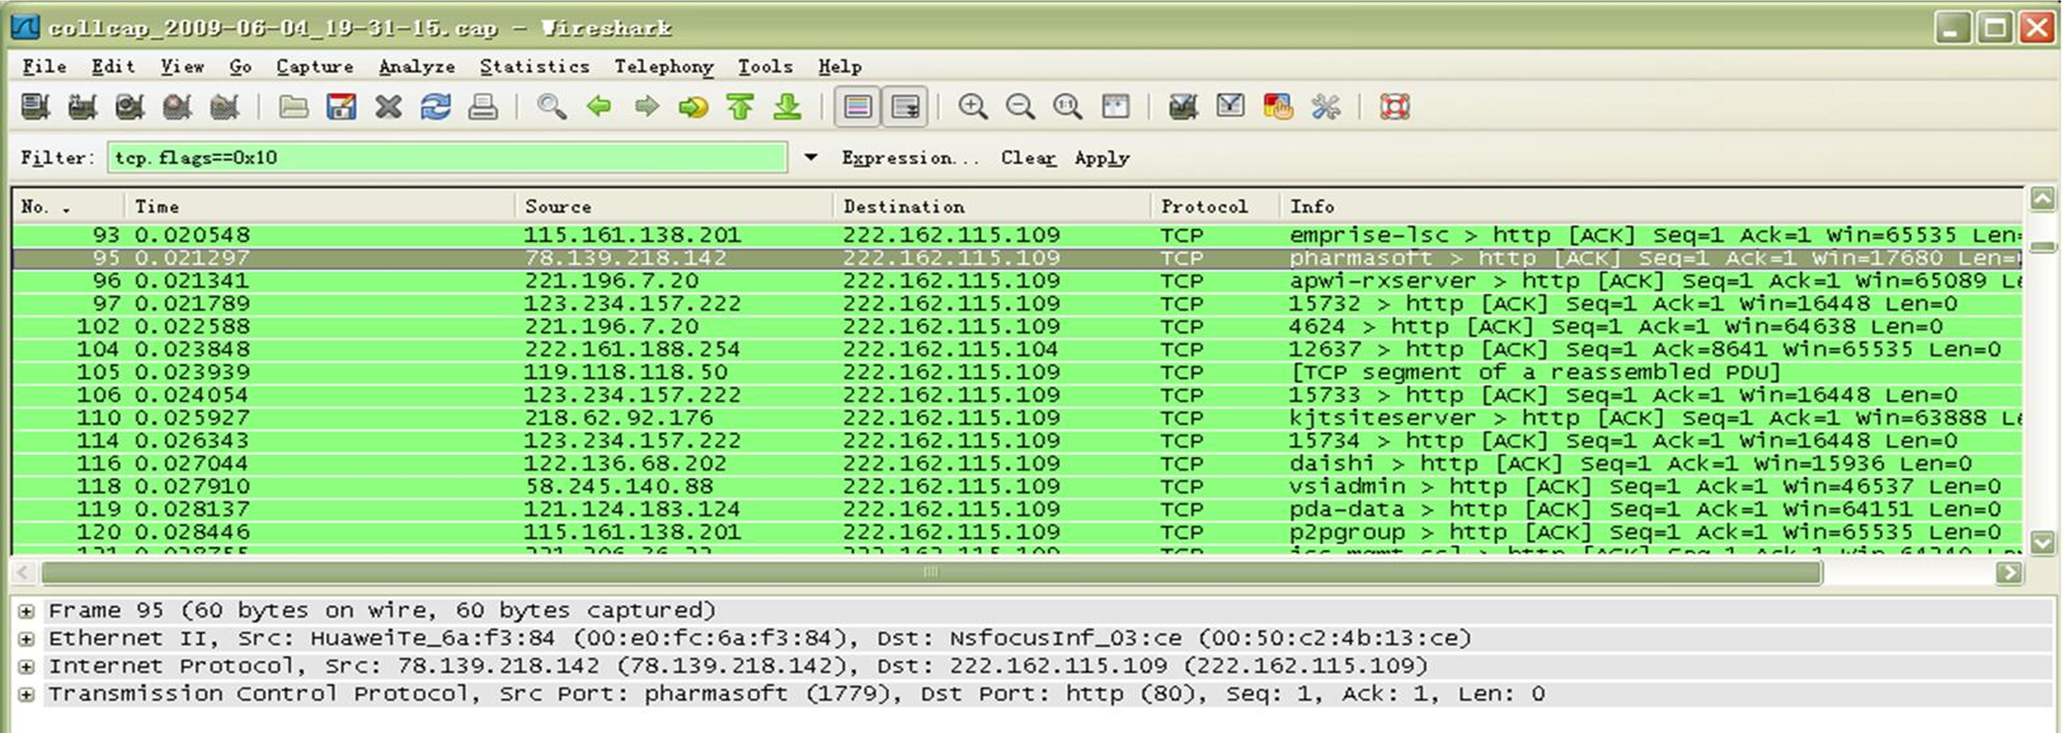 collcap_2009-06-04_19-31-15.cap - Wireshark
File Edit View Go Capture Analyze Statistics Telephony Tools Help
Filter: tcp.flags==0x10 Expression... Clear Apply
No. . Time Source Destination Protocol Info
93 0.020548 115.161.138.201 222.162.115.109 TCP emprise-lsc > http [ACK] Seq=1 Ack=1 Win=65535 Len=
95 0.021297 78.139.218.142 222.162.115.109 TCP pharmasoft > http [ACK] Seq=1 Ack=1 Win=17680 Len=
96 0.021341 221.196.7.20 222.162.115.109 TCP apwi-rxserver > http [ACK] Seq=1 Ack=1 Win=65089 Le
97 0.021789 123.234.157.222 222.162.115.109 TCP 15732 > http [ACK] Seq=1 Ack=1 Win=16448 Len=0
102 0.022588 221.196.7.20 222.162.115.109 TCP 4624 > http [ACK] Seq=1 Ack=1 Win=64638 Len=0
104 0.023848 222.161.188.254 222.162.115.104 TCP 12637 > http [ACK] Seq=1 Ack=8641 Win=65535 Len=0
105 0.023939 119.118.118.50 222.162.115.109 TCP [TCP segment of a reassembled PDU]
106 0.024054 123.234.157.222 222.162.115.109 TCP 15733 > http [ACK] Seq=1 Ack=1 Win=16448 Len=0
110 0.025927 218.62.92.176 222.162.115.109 TCP kjtsiteserver > http [ACK] Seq=1 Ack=1 Win=63888 Le
114 0.026343 123.234.157.222 222.162.115.109 TCP 15734 > http [ACK] Seq=1 Ack=1 Win=16448 Len=0
116 0.027044 122.136.68.202 222.162.115.109 TCP daishi > http [ACK] Seq=1 Ack=1 Win=15936 Len=0
118 0.027910 58.245.140.88 222.162.115.109 TCP vsiadmin > http [ACK] Seq=1 Ack=1 Win=46537 Len=0
119 0.028137 121.124.183.124 222.162.115.109 TCP pda-data > http [ACK] Seq=1 Ack=1 Win=64151 Len=0
120 0.028446 115.161.138.201 222.162.115.109 TCP p2pgroup > http [ACK] Seq=1 Ack=1 Win=65535 Len=0
Frame 95 (60 bytes on wire, 60 bytes captured)
Ethernet II, Src: HuaweiTe_6a:f3:84 (00:e0:fc:6a:f3:84), Dst: NsfocusInf_03:ce (00:50:c2:4b:13:ce)
Internet Protocol, Src: 78.139.218.142 (78.139.218.142), Dst: 222.162.115.109 (222.162.115.109)
Transmission Control Protocol, Src Port: pharmasoft (1779), Dst Port: http (80), Seq: 1, Ack: 1, Len: 0